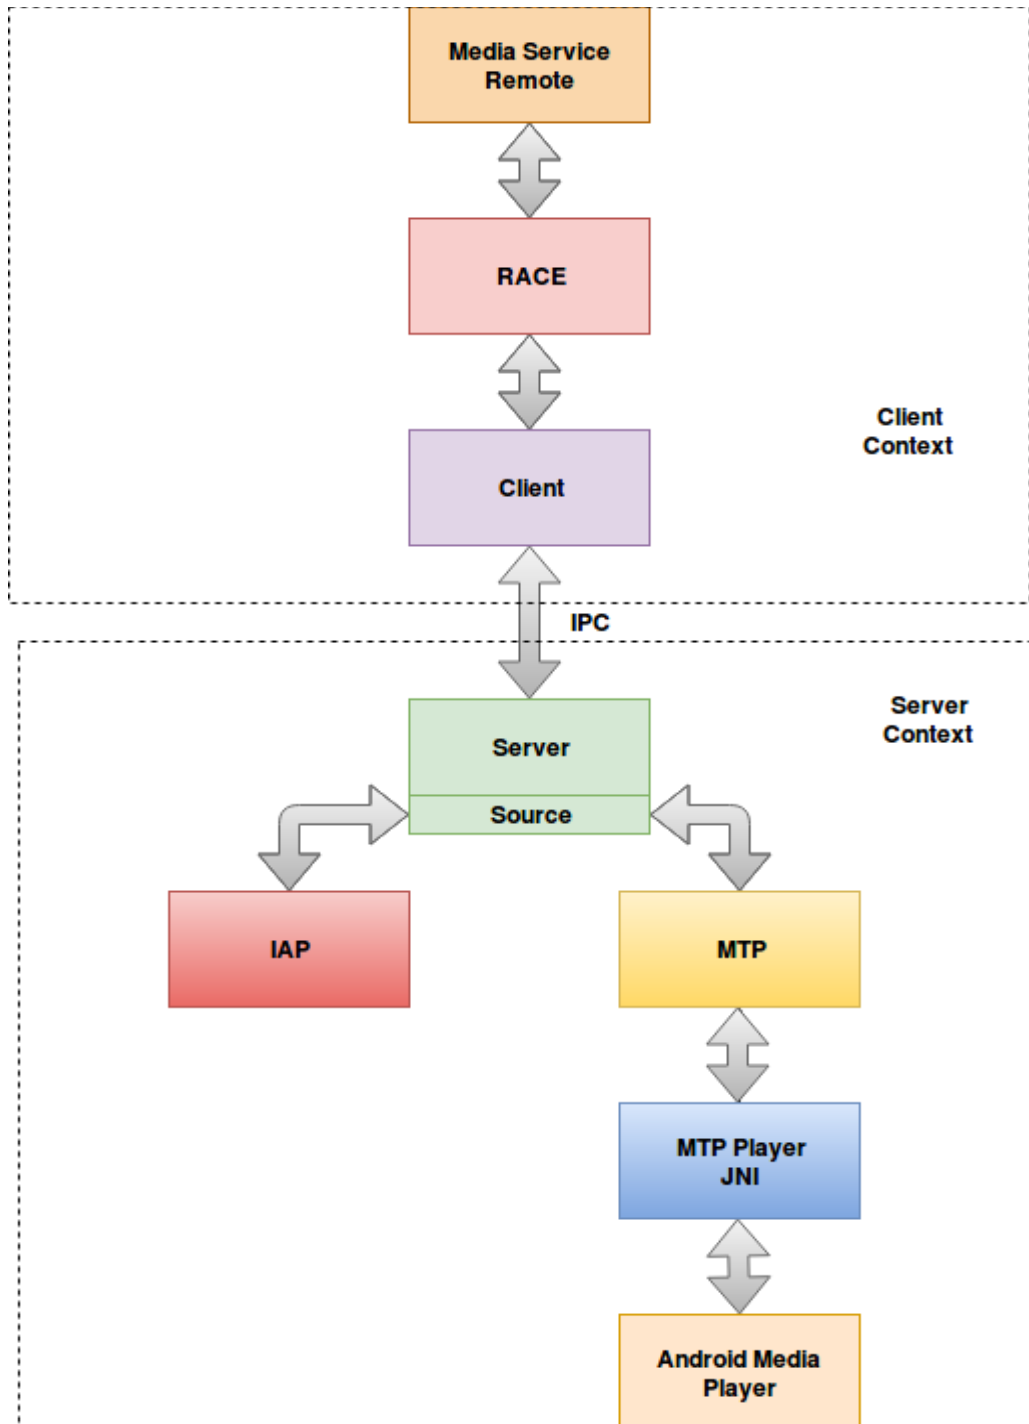 Media Service
Remote
RACE
Client
Client
Context
IPC
Server
Context
Server
Source
IAP
MTP
MTP Player
JNI
Android Media
Player